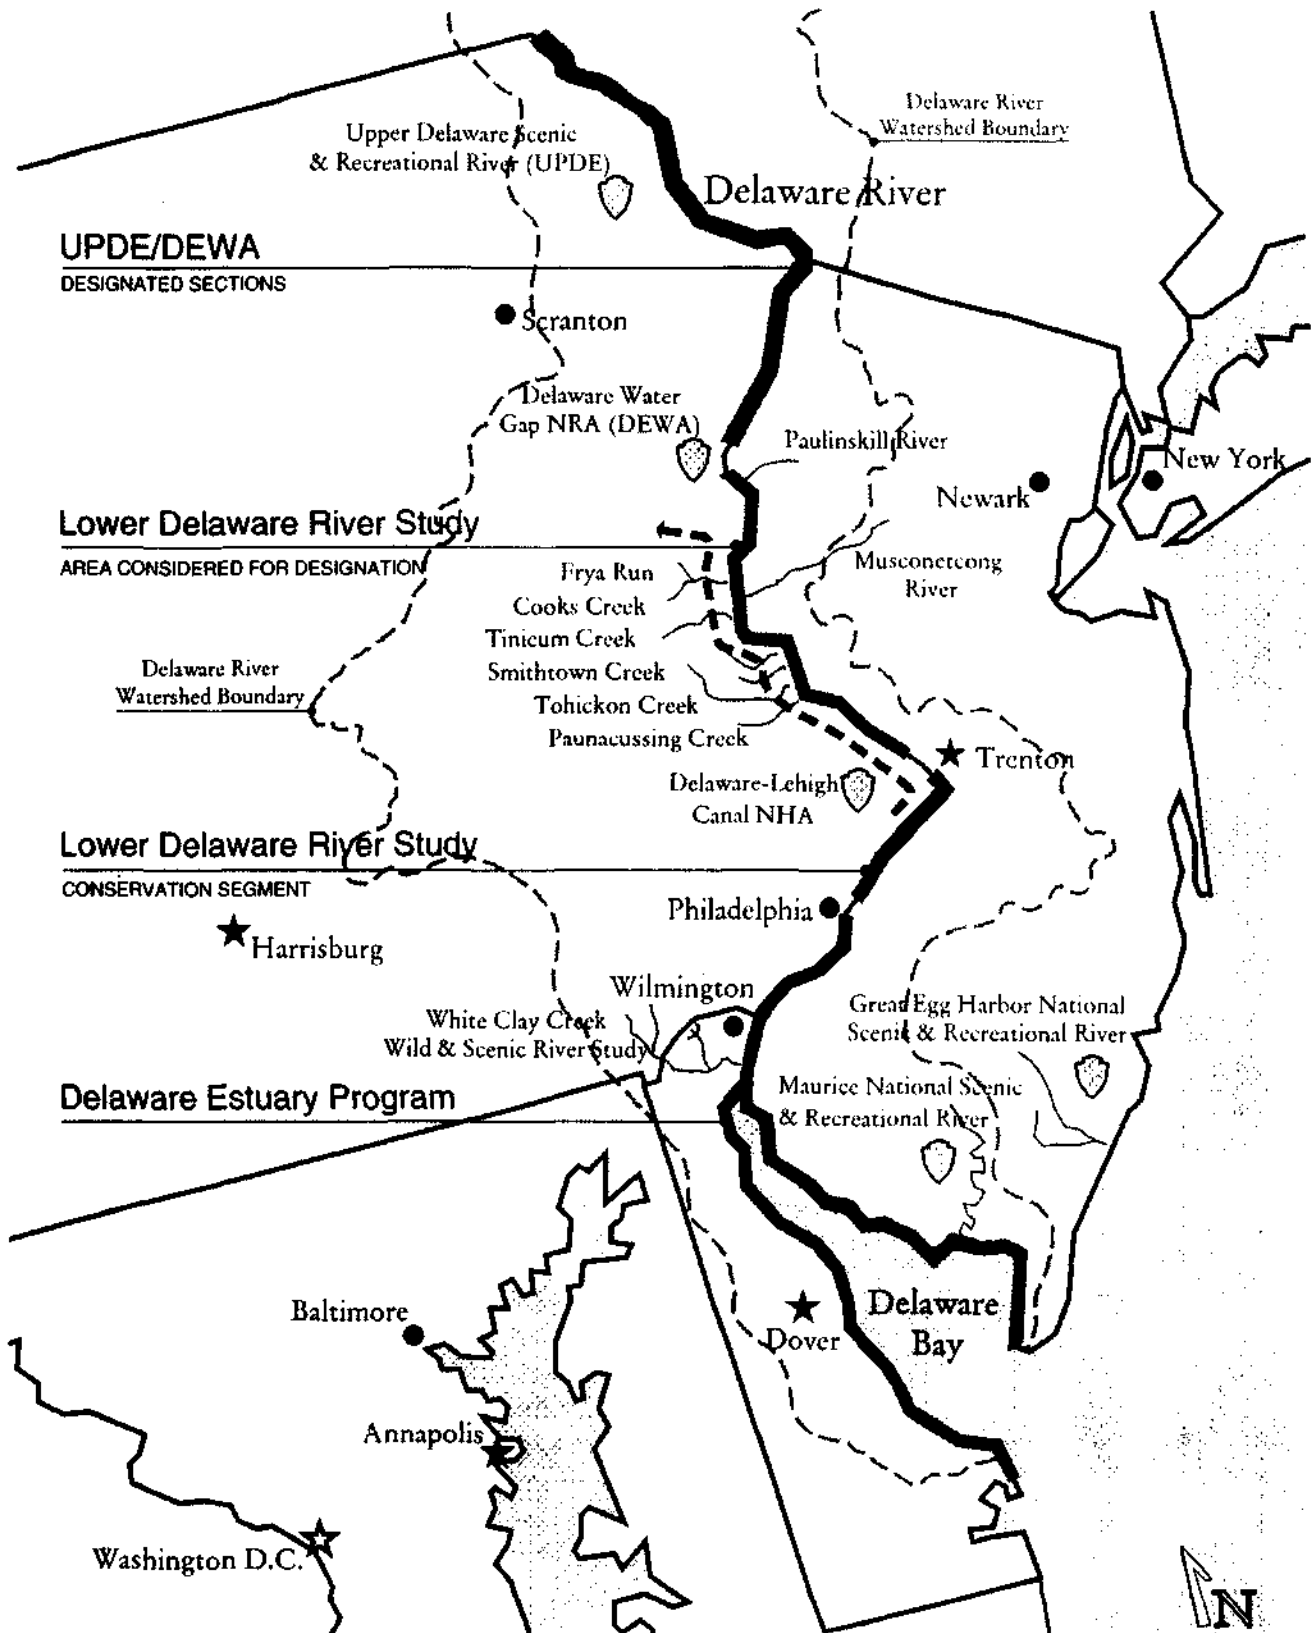 Delaware River
Watershed Boundary
Upper Delaware Scenic
& Recreational River (UPDE)
Delaware River
UPDE/DEWA
DESIGNATED SECTIONS
Scranton
Delaware Water
Gap NRA (DEWA)
Paulinskill River
New York
Newark
Lower Delaware River Study
AREA CONSIDERED FOR DESIGNATION
Musconetcong
River
Frya Run
Cooks Creek
Tinicum Creek
Smithtown Creek
Tohickon Creek
Paunacussing Creek
Delaware River
Watershed Boundary
Trenton
Delaware-Lehigh
Canal NHA
Lower Delaware River Study
CONSERVATION SEGMENT
Philadelphia
Harrisburg
Wilmington
White Clay Creek
Wild & Scenic River Study
Great Egg Harbor National
Scenic & Recreational River
Maurice National Scenic
& Recreational River
Delaware Estuary Program
Baltimore
Delaware
Bay
Dover
Annapolis
Washington D.C.
N